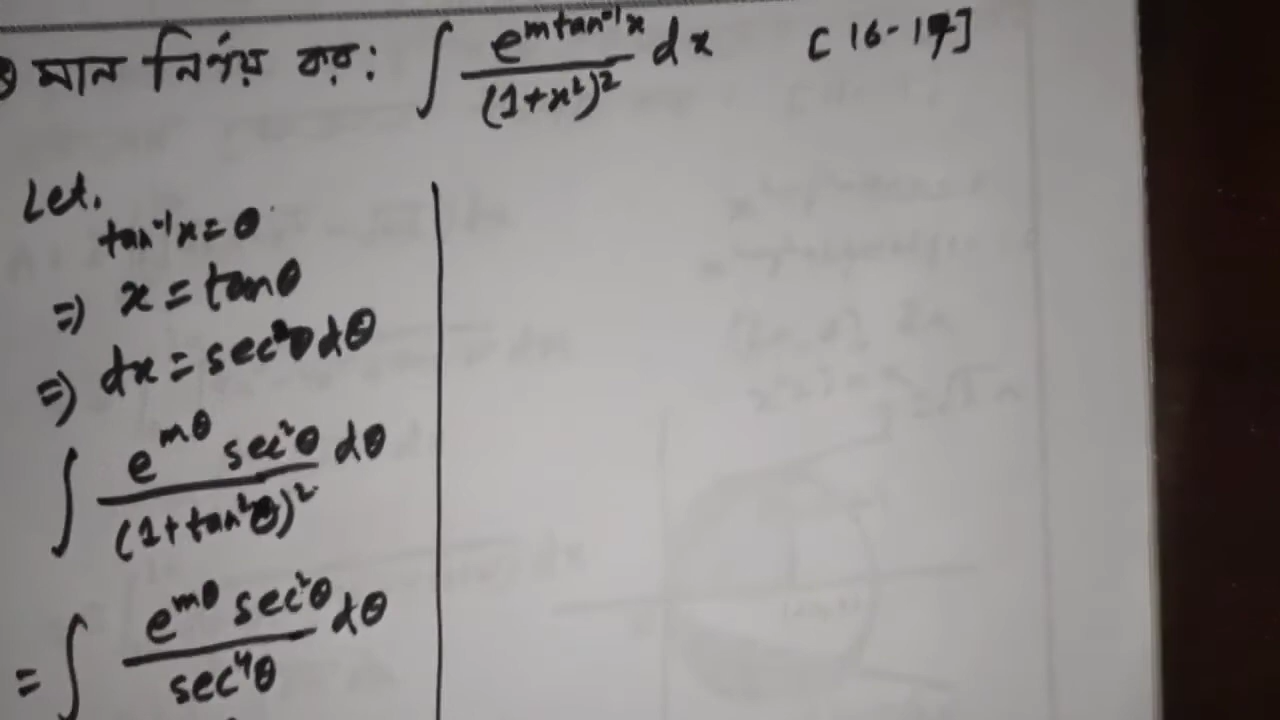 মান নির্ণয় কর: ∫ e^(m tan⁻¹x) / (1+x²)² dx [16-17]
Let,
tan⁻¹x = θ
⇒ x = tanθ
⇒ dx = sec²θ dθ
∫ e^(mθ) sec²θ / (1+tan²θ)² dθ
= ∫ e^(mθ) sec²θ / sec⁴θ dθ